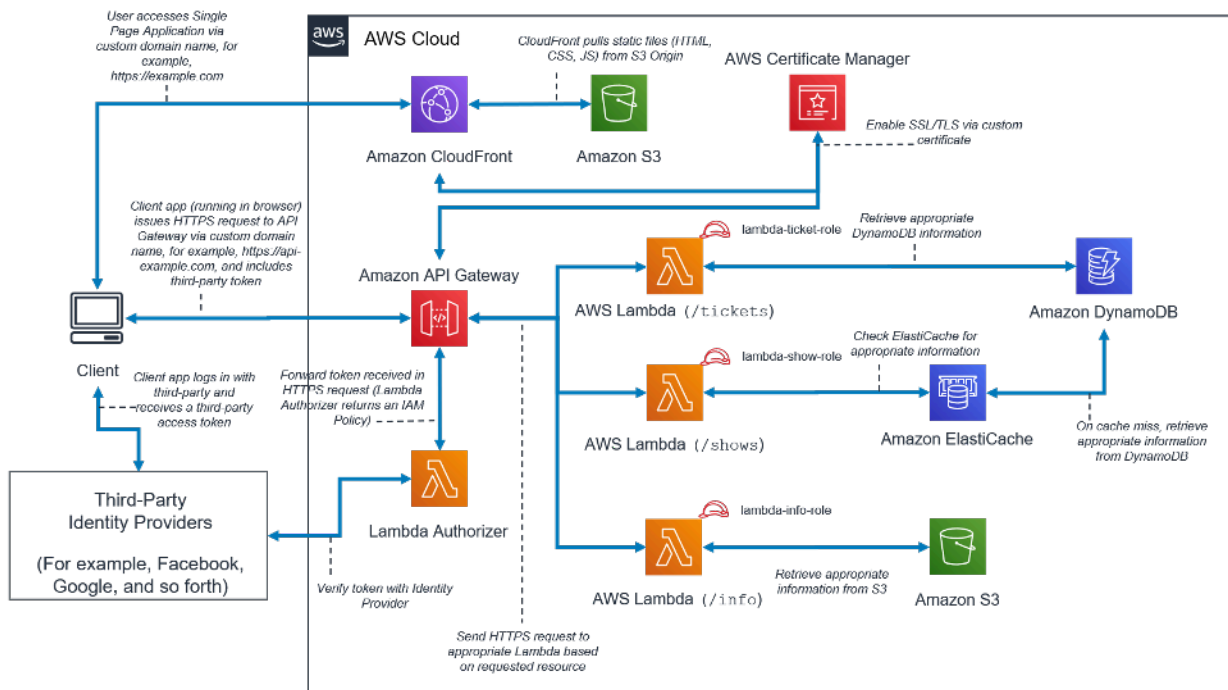 User accesses Single
Page Application via
custom domain name, for
example,
https://example.com
aws
AWS Cloud
CloudFront pulls static files (HTML,
CSS, JS) from S3 Origin
AWS Certificate Manager
Enable SSL/TLS via custom
certificate
Amazon CloudFront
Amazon S3
Client app (running in browser)
issues HTTPS request to API
Gateway via custom domain
name, for example, https://api-
example.com, and includes
third-party token
lambda-ticket-role
Retrieve appropriate
DynamoDB information
Amazon API Gateway
AWS Lambda (/tickets)
Amazon DynamoDB
Client
Client app logs in with
third-party and
receives a third-party
access token
Forward token received in
HTTPS request (Lambda
Authorizer returns an IAM
Policy)
lambda-show-role
Check ElastiCache for
appropriate information
AWS Lambda (/shows)
Amazon ElastiCache
On cache miss, retrieve
appropriate information
from DynamoDB
Third-Party
Identity Providers
(For example, Facebook,
Google, and so forth)
Lambda Authorizer
Verify token with Identity
Provider
lambda-info-role
AWS Lambda (/info)
Retrieve appropriate
information from S3
Amazon S3
Send HTTPS request to
appropriate Lambda based
on requested resource